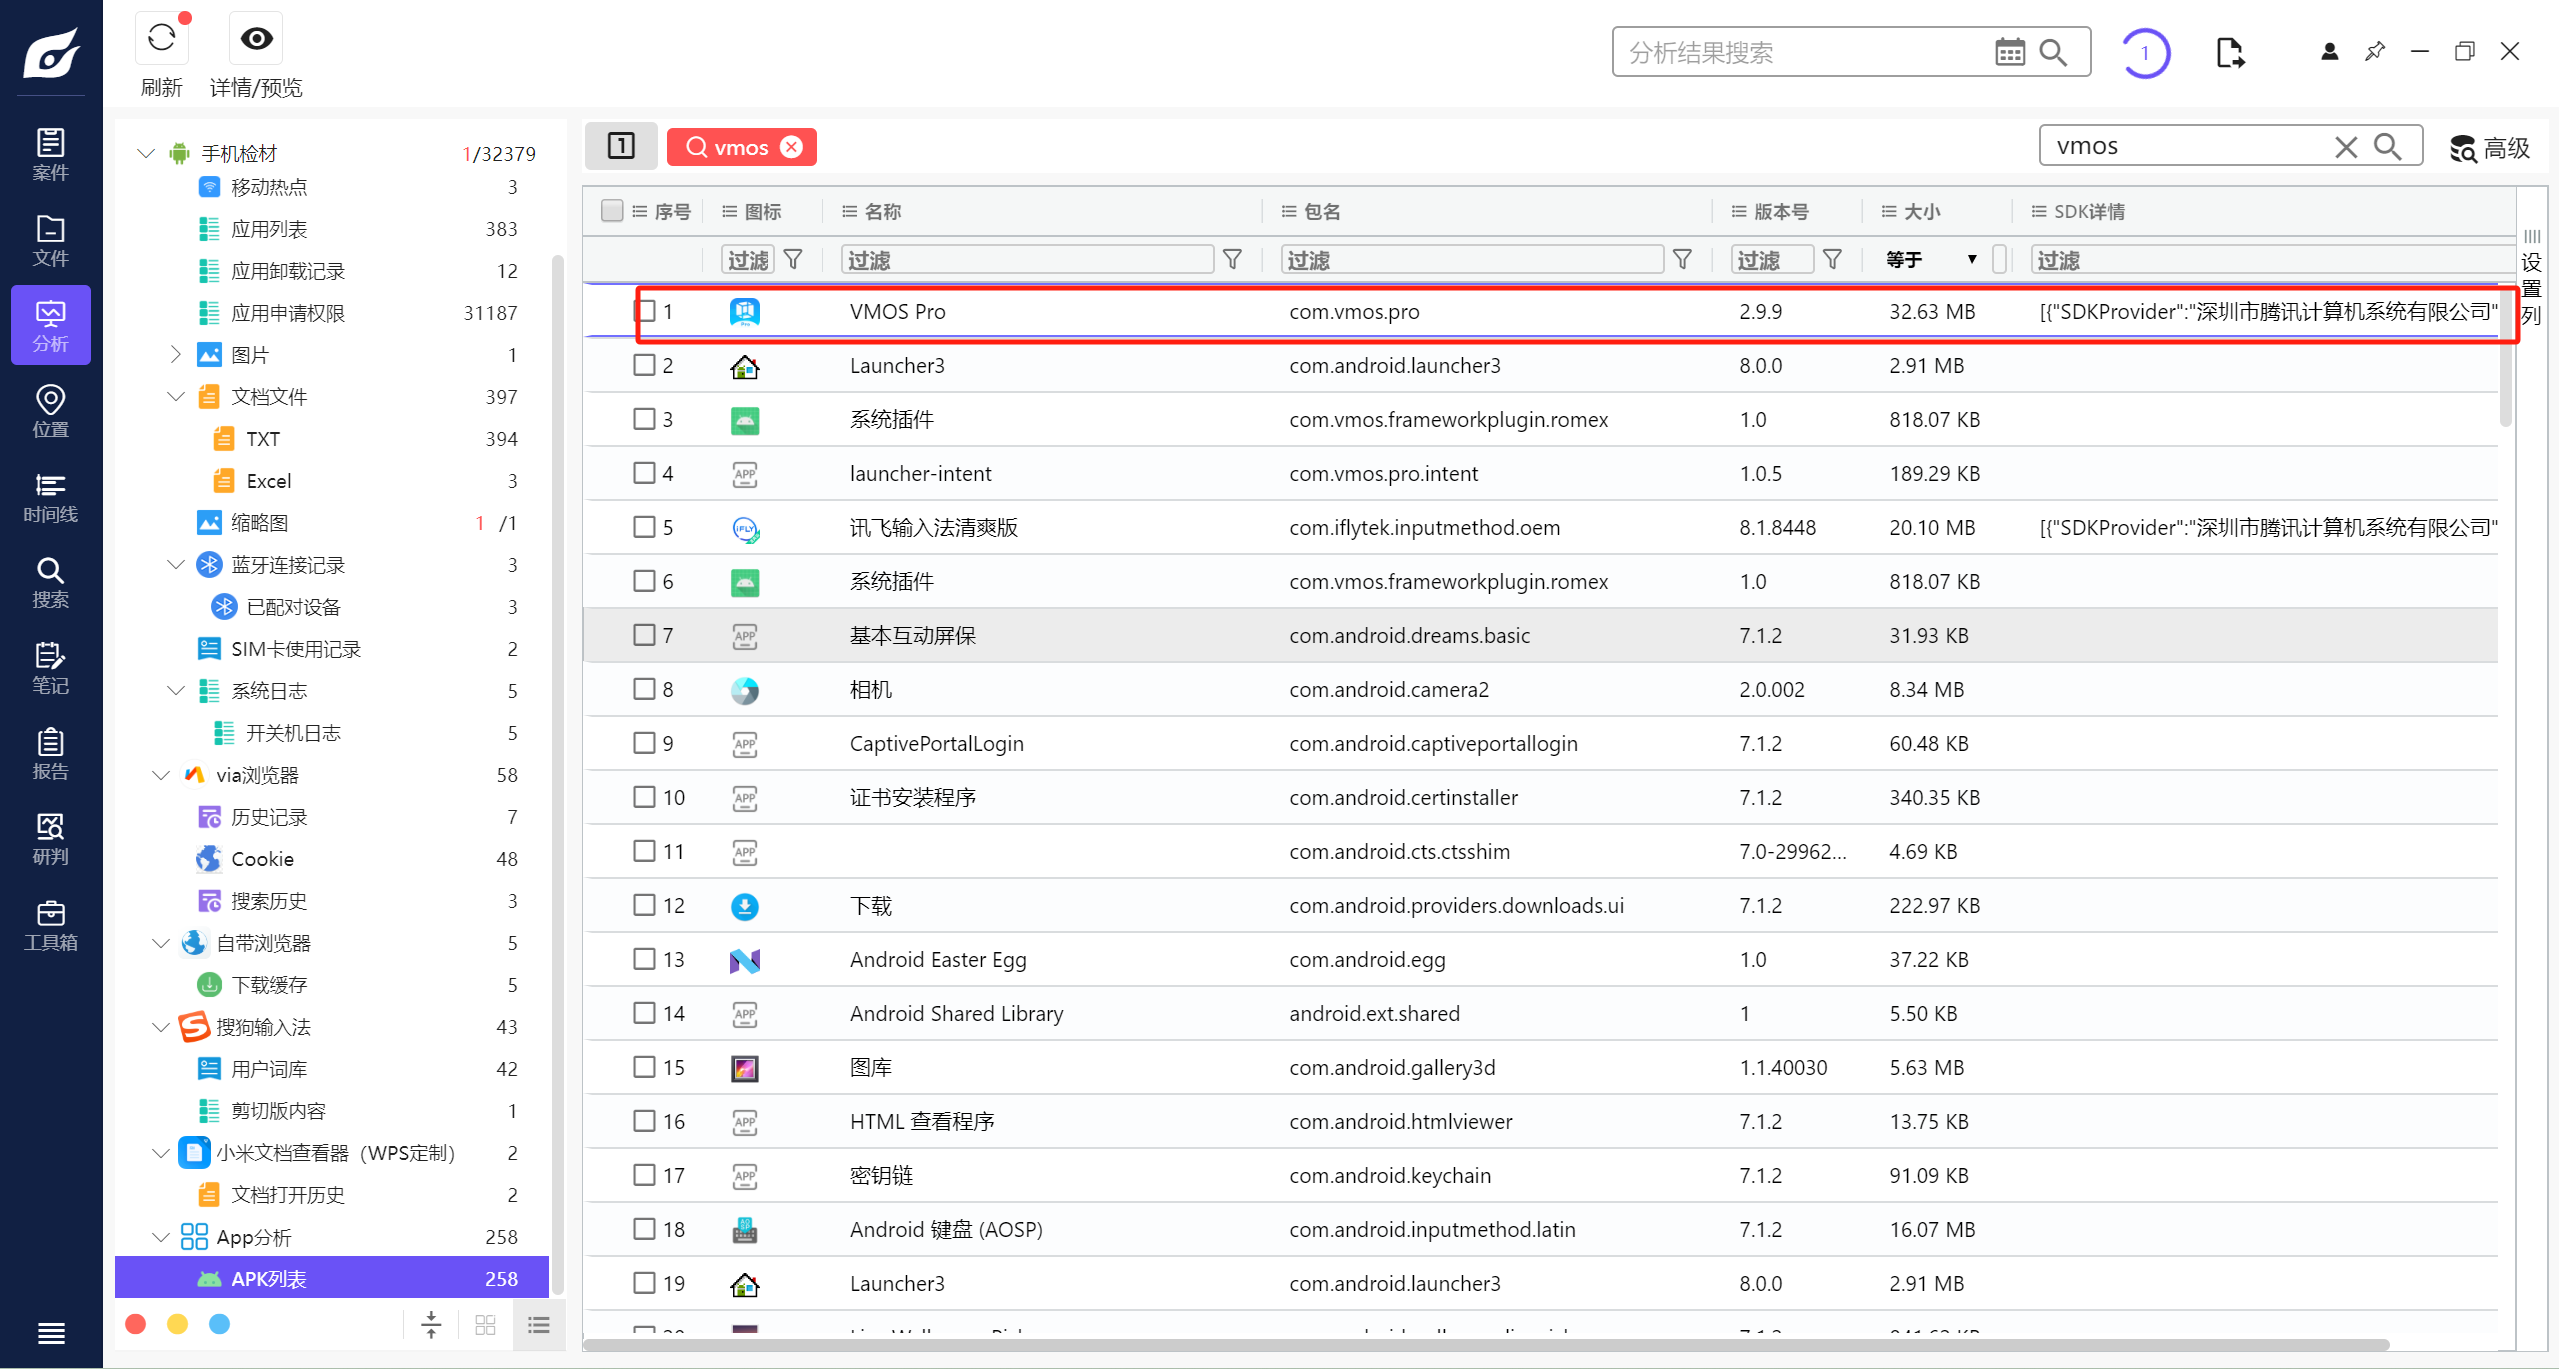 刷新
详情/预览
分析结果搜索
1
案件
文件
分析
位置
时间线
搜索
笔记
报告
研判
工具箱
手机检材 1/32379
移动热点 3
应用列表 383
应用卸载记录 12
应用申请权限 31187
图片 1
文档文件 397
TXT 394
Excel 3
缩略图 1 /1
蓝牙连接记录 3
已配对设备 3
SIM卡使用记录 2
系统日志 5
开关机日志 5
via浏览器 58
历史记录 7
Cookie 48
搜索历史 3
自带浏览器 5
下载缓存 5
搜狗输入法 43
用户词库 42
剪切版内容 1
小米文档查看器（WPS定制） 2
文档打开历史 2
App分析 258
APK列表 258
1 vmos
vmos 高级
序号 图标 名称 包名 版本号 大小 SDK详情
过滤 过滤 过滤 过滤 等于 过滤
设置列
1 VMOS Pro com.vmos.pro 2.9.9 32.63 MB [{"SDKProvider":"深圳市腾讯计算机系统有限公司"
2 Launcher3 com.android.launcher3 8.0.0 2.91 MB
3 系统插件 com.vmos.frameworkplugin.romex 1.0 818.07 KB
4 APP launcher-intent com.vmos.pro.intent 1.0.5 189.29 KB
5 iFLY 讯飞输入法清爽版 com.iflytek.inputmethod.oem 8.1.8448 20.10 MB [{"SDKProvider":"深圳市腾讯计算机系统有限公司"
6 系统插件 com.vmos.frameworkplugin.romex 1.0 818.07 KB
7 APP 基本互动屏保 com.android.dreams.basic 7.1.2 31.93 KB
8 相机 com.android.camera2 2.0.002 8.34 MB
9 APP CaptivePortalLogin com.android.captiveportallogin 7.1.2 60.48 KB
10 APP 证书安装程序 com.android.certinstaller 7.1.2 340.35 KB
11 APP com.android.cts.ctsshim 7.0-29962... 4.69 KB
12 下载 com.android.providers.downloads.ui 7.1.2 222.97 KB
13 Android Easter Egg com.android.egg 1.0 37.22 KB
14 APP Android Shared Library android.ext.shared 1 5.50 KB
15 图库 com.android.gallery3d 1.1.40030 5.63 MB
16 APP HTML 查看程序 com.android.htmlviewer 7.1.2 13.75 KB
17 APP 密钥链 com.android.keychain 7.1.2 91.09 KB
18 Android 键盘 (AOSP) com.android.inputmethod.latin 7.1.2 16.07 MB
19 Launcher3 com.android.launcher3 8.0.0 2.91 MB